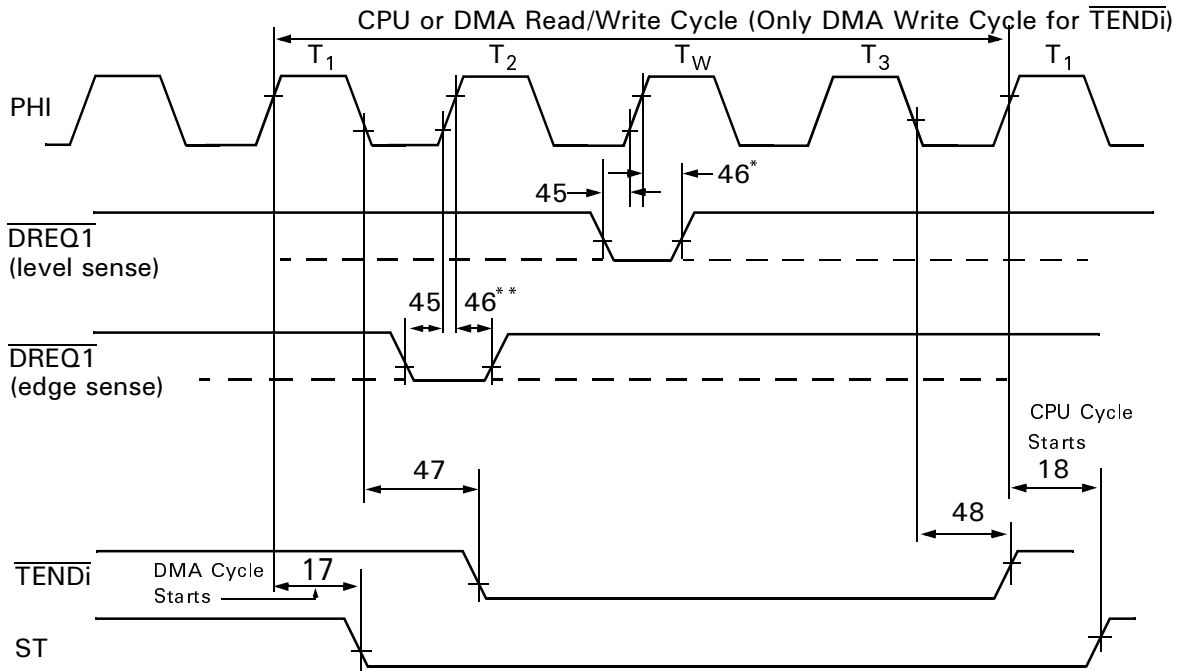 CPU or DMA Read/Write Cycle (Only DMA Write Cycle for TENDi)
T1 T2 TW T3 T1
PHI
45 46*
DREQ1
(level sense)
45 46**
DREQ1
(edge sense)
CPU Cycle
Starts
47 18
48
TENDi
DMA Cycle 17
Starts
ST